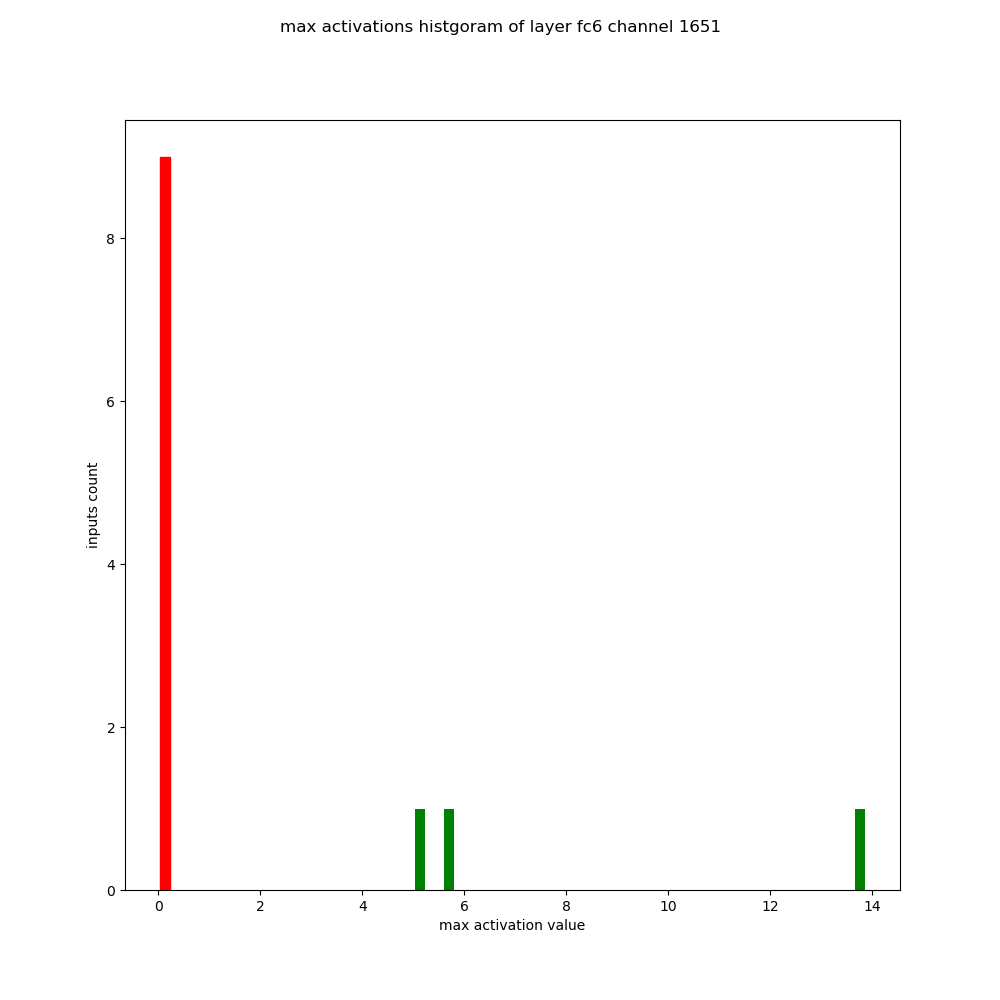 max activations histgoram of layer fc6 channel 1651
8
6
4
2
0
inputs count
0 2 4 6 8 10 12 14
max activation value